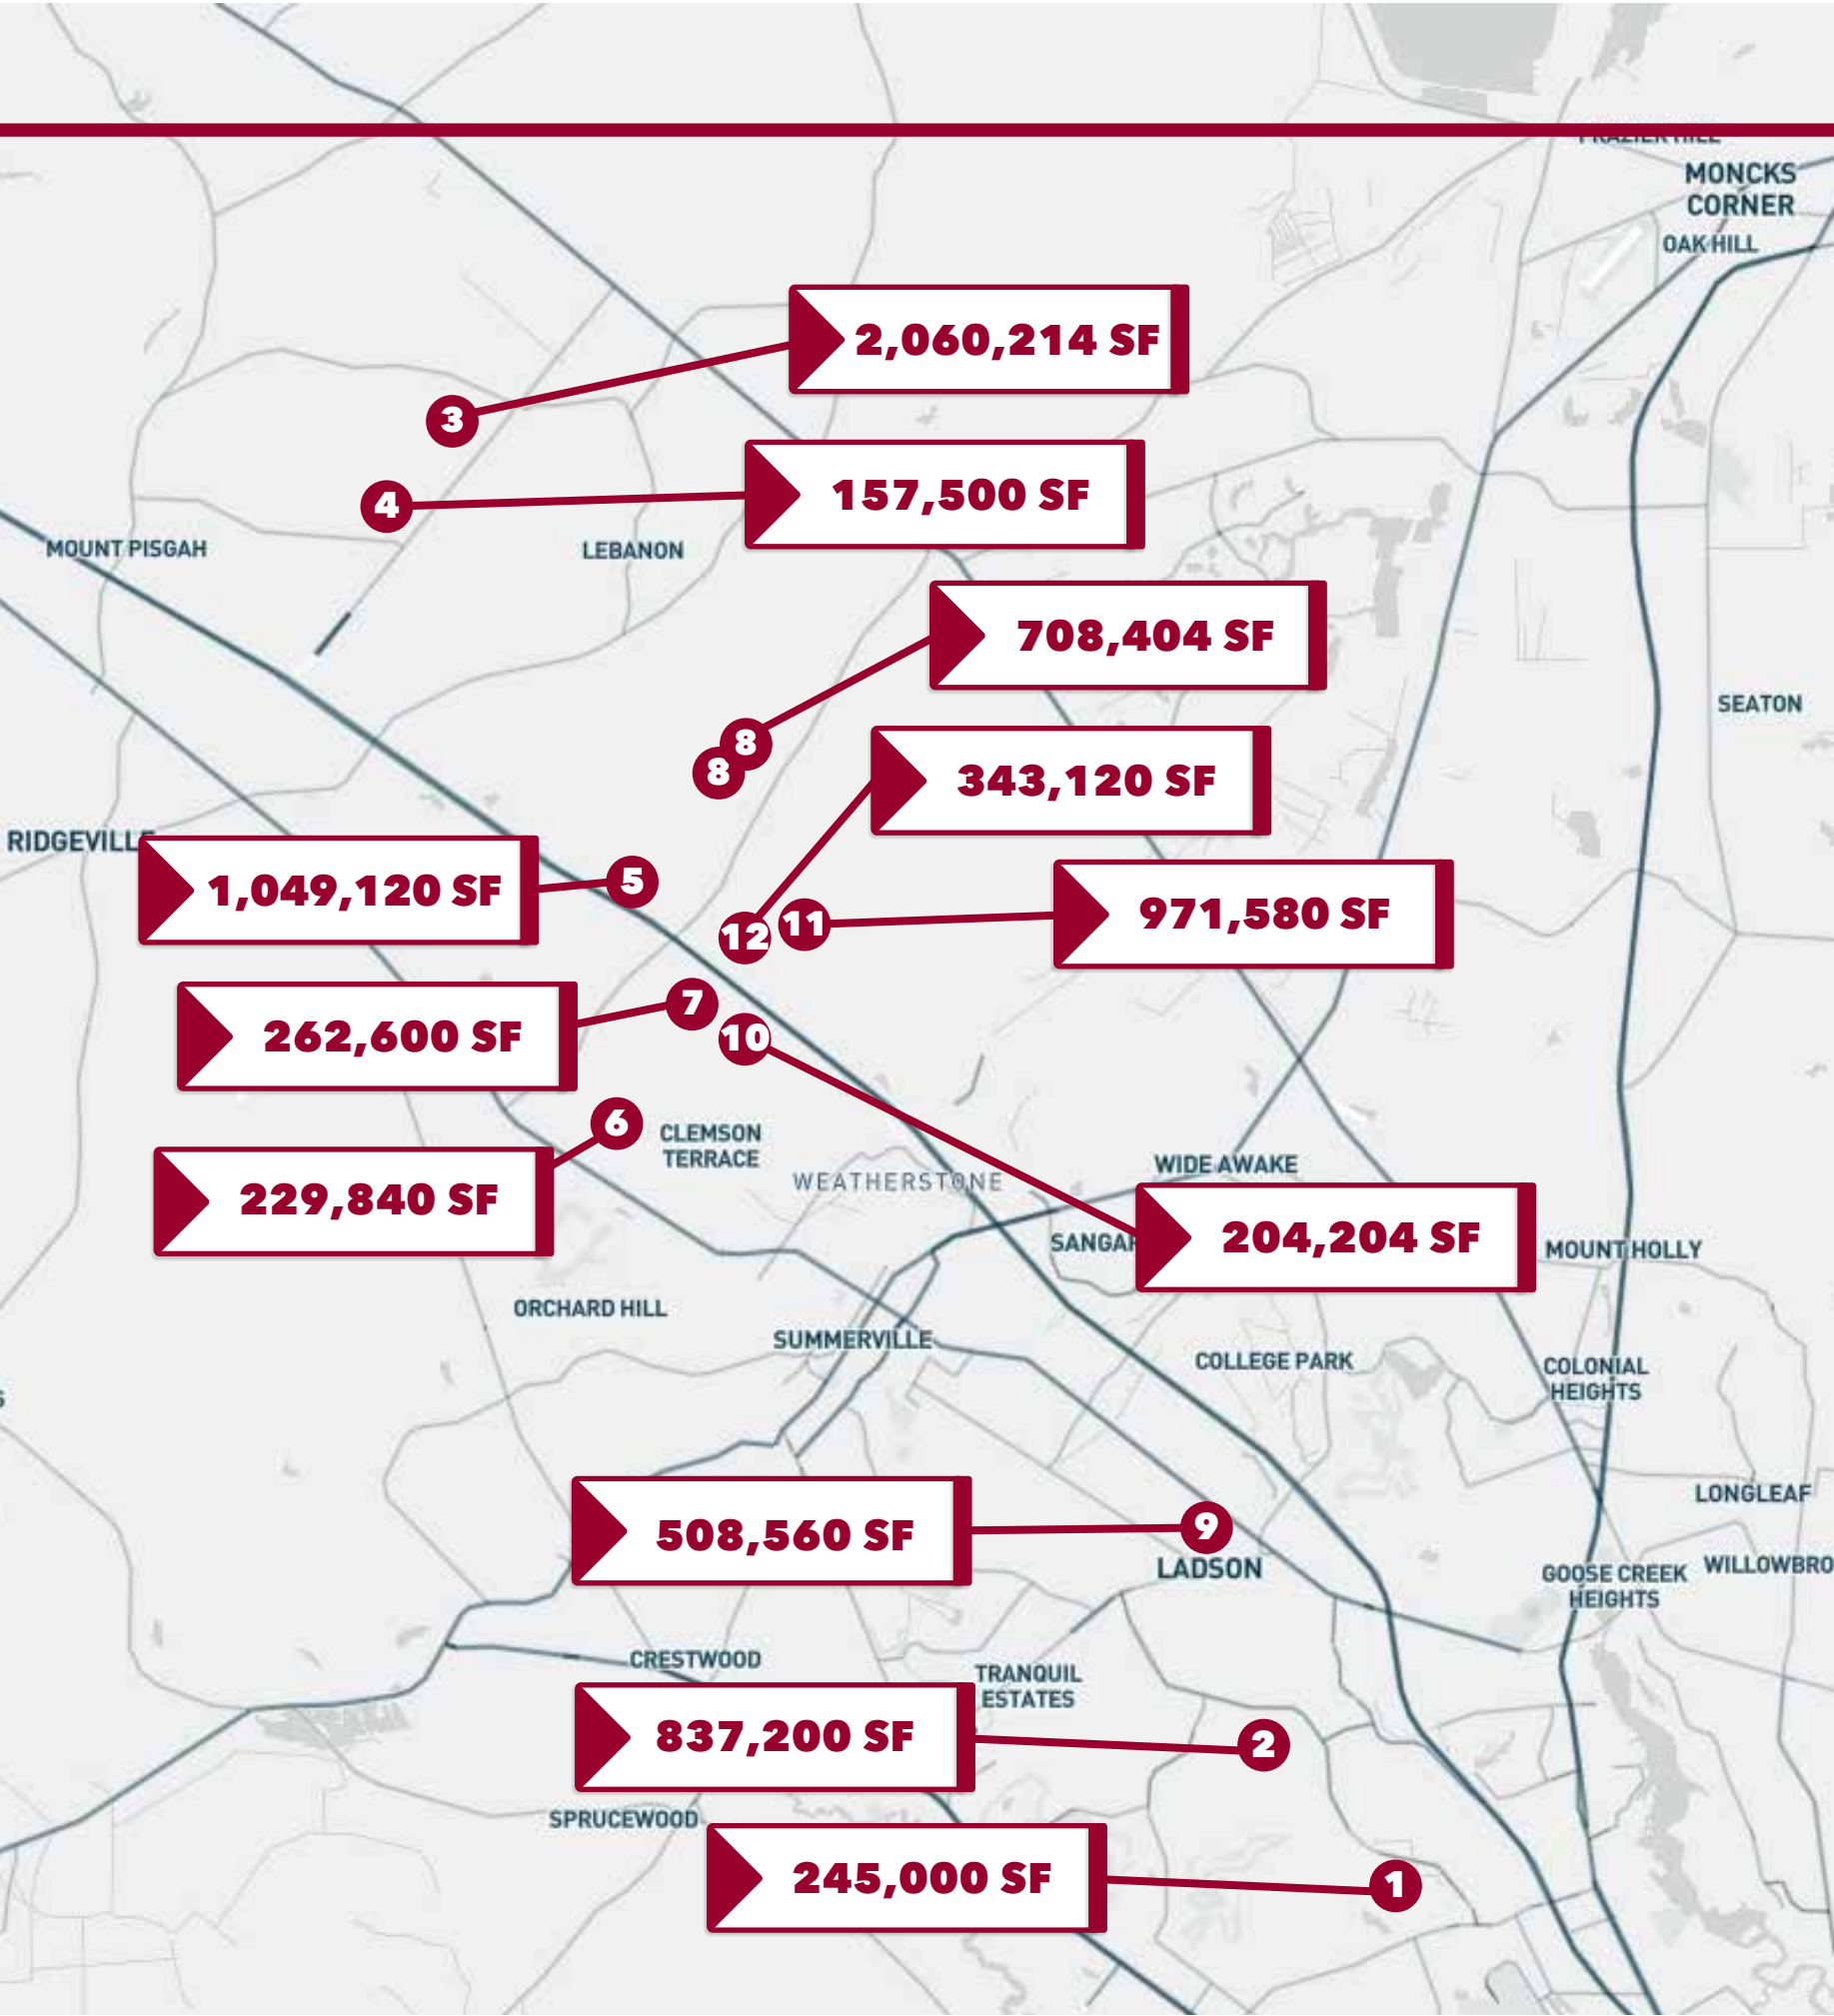 FRAZIER HILL
MONCKS
CORNER
OAK HILL
2,060,214 SF
3
157,500 SF
4
MOUNT PISGAH
LEBANON
708,404 SF
SEATON
8
8
343,120 SF
RIDGEVILLE
1,049,120 SF
5
12
11
971,580 SF
262,600 SF
7
10
6
CLEMSON
TERRACE
WEATHERSTONE
WIDE AWAKE
229,840 SF
SANGAR
204,204 SF
MOUNT HOLLY
ORCHARD HILL
SUMMERVILLE
COLLEGE PARK
COLONIAL
HEIGHTS
S
LONGLEAF
508,560 SF
9
LADSON
GOOSE CREEK
HEIGHTS
WILLOWBRO
CRESTWOOD
TRANQUIL
ESTATES
837,200 SF
2
SPRUCEWOOD
245,000 SF
1